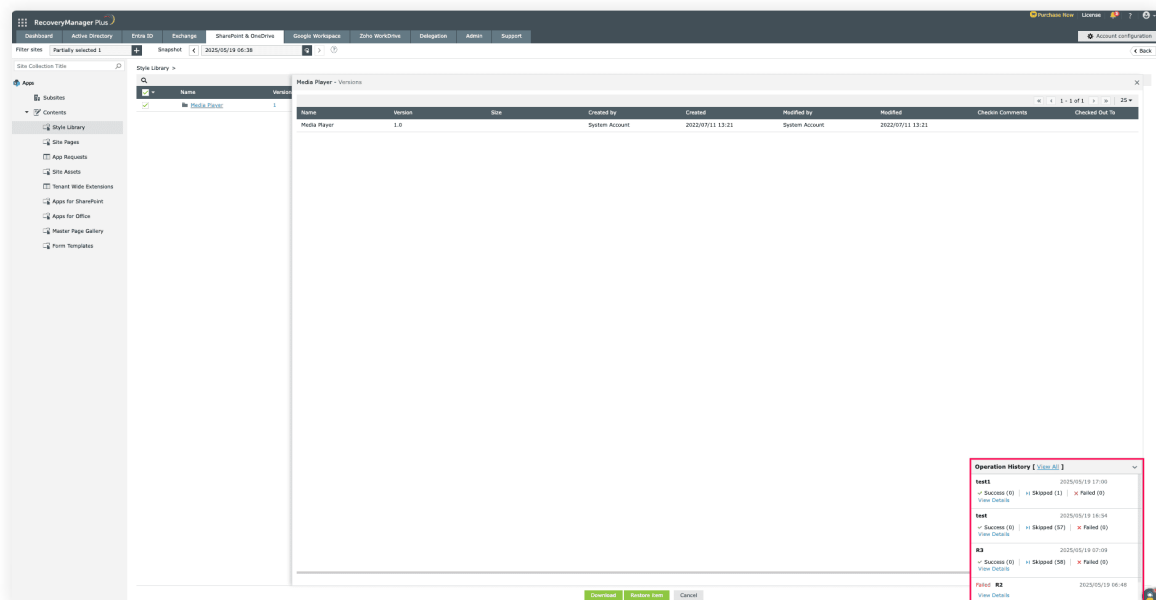 RecoveryManager Plus
Purchase Now License ?
Dashboard Active Directory Entra ID Exchange SharePoint & OneDrive Google Workspace Zoho WorkDrive Delegation Admin Support Account configuration
Filter sites Partially selected 1 + Snapshot < 2025/05/19 06:38 > ? < Back
Site Collection Title
Apps
Subsites
Contents
Style Library
Site Pages
App Requests
Site Assets
Tenant Wide Extensions
Apps for SharePoint
Apps for Office
Master Page Gallery
Form Templates
Style Library >
Name Version
Media Player 1
Media Player - Versions
1 - 1 of 1 25
Name Version Size Created by Created Modified by Modified Checkin Comments Checked Out To
Media Player 1.0 System Account 2022/07/11 13:21 System Account 2022/07/11 13:21
Operation History [ View All ]
test1 2025/05/19 17:00
Success (0) Skipped (1) Failed (0)
View Details
test 2025/05/19 16:54
Success (0) Skipped (57) Failed (0)
View Details
R3 2025/05/19 07:09
Success (0) Skipped (58) Failed (0)
View Details
Failed R2 2025/05/19 06:48
View Details
Download Restore item Cancel